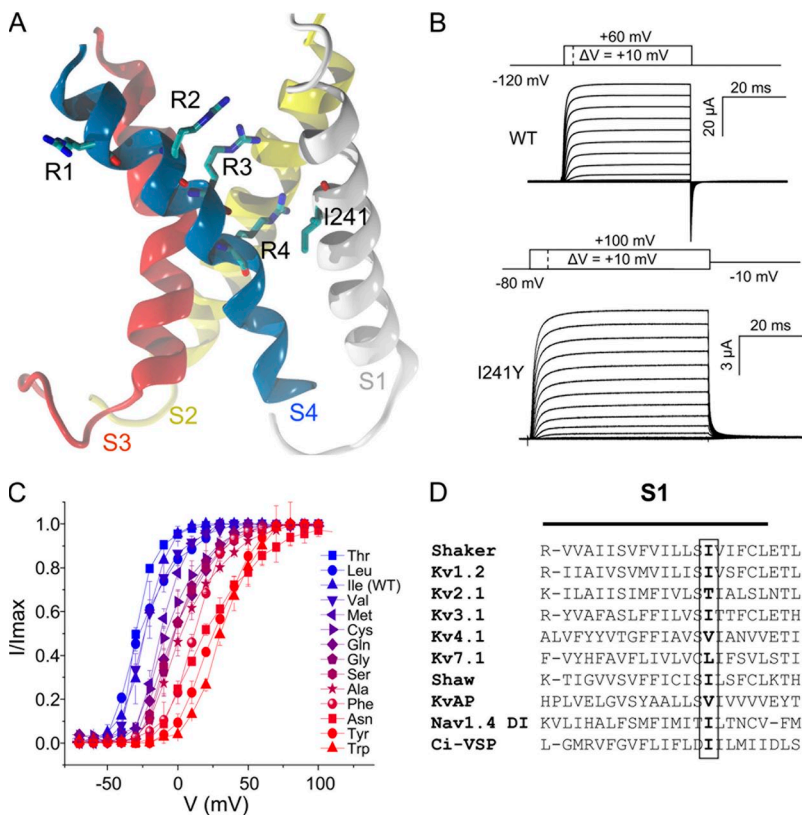 A
R1
R2
R3
R4
I241
S3
S2
S4
S1
B
+60 mV
ΔV = +10 mV
-120 mV
20 ms
20 µA
WT
+100 mV
ΔV = +10 mV
-80 mV
-10 mV
20 ms
3 µA
I241Y
C
I/Imax
1.0
0.8
0.6
0.4
0.2
0.0
-50
0
50
100
V (mV)
Thr
Leu
Ile (WT)
Val
Met
Cys
Gln
Gly
Ser
Ala
Phe
Asn
Tyr
Trp
D
S1
Shaker R-VVAIISVFVILLSIVIFCLETL
Kv1.2 R-IIAIVSVMVILISIVSFCLETL
Kv2.1 K-ILAIISIMFIVLSTIALSLNTL
Kv3.1 R-YVAFASLFFILVSITTFCLETH
Kv4.1 ALVFYYVTGFFIAVSVIANVVETI
Kv7.1 F-VYHFAVFLIVLVCLIFSVLSTI
Shaw K-TIGVVSVFFICISILSFCLKTH
KvAP HPLVELGVSYAALLSVIVVVVEYT
Nav1.4 DI KVLIHALFSMFIMITILTNCV-FM
Ci-VSP L-GMRVFGVFLIFLDIILMIIDLS